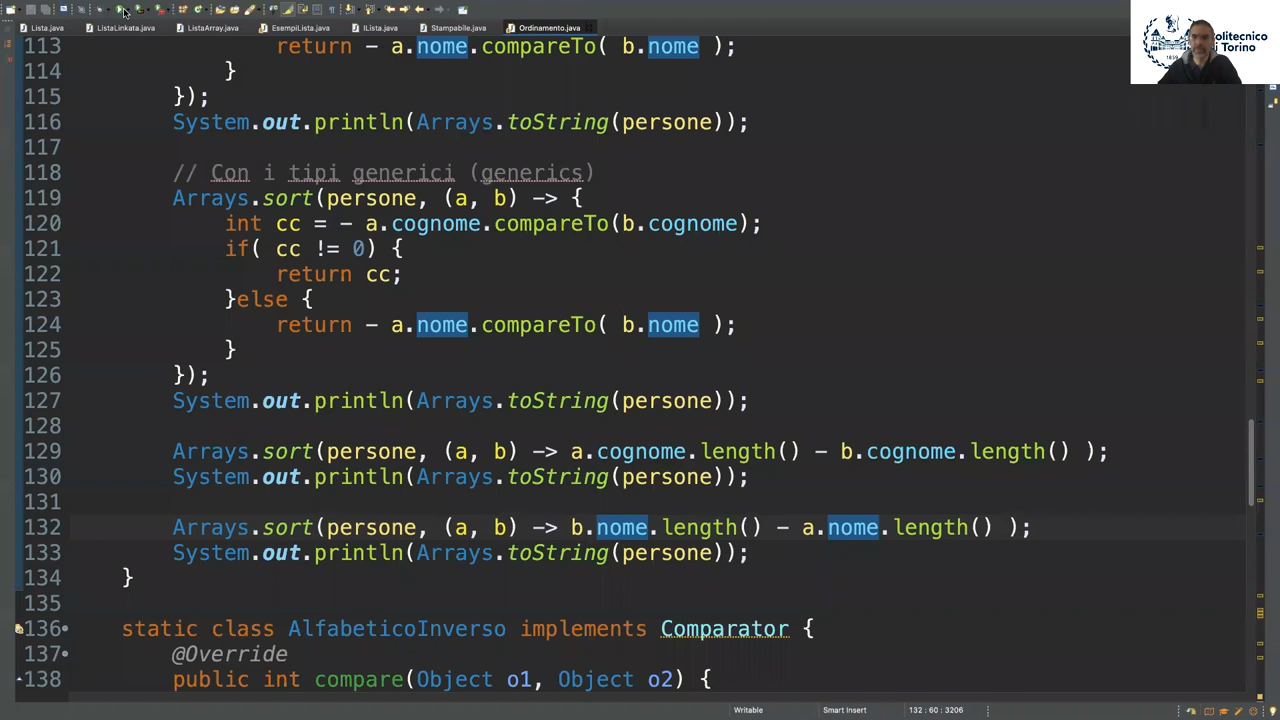 Lista.java ListaLinkata.java ListaArray.java EsempiLista.java ILista.java Stampabile.java Ordinamento.java
Politecnico
di Torino
1859
113 return - a.nome.compareTo( b.nome );
114 }
115 });
116 System.out.println(Arrays.toString(persone));
117
118 // Con i tipi generici (generics)
119 Arrays.sort(persone, (a, b) -> {
120 int cc = - a.cognome.compareTo(b.cognome);
121 if( cc != 0) {
122 return cc;
123 }else {
124 return - a.nome.compareTo( b.nome );
125 }
126 });
127 System.out.println(Arrays.toString(persone));
128
129 Arrays.sort(persone, (a, b) -> a.cognome.length() - b.cognome.length() );
130 System.out.println(Arrays.toString(persone));
131
132 Arrays.sort(persone, (a, b) -> b.nome.length() - a.nome.length() );
133 System.out.println(Arrays.toString(persone));
134 }
135
136 static class AlfabeticoInverso implements Comparator {
137 @Override
138 public int compare(Object o1, Object o2) {
Writable Smart Insert 132 : 60 : 3206